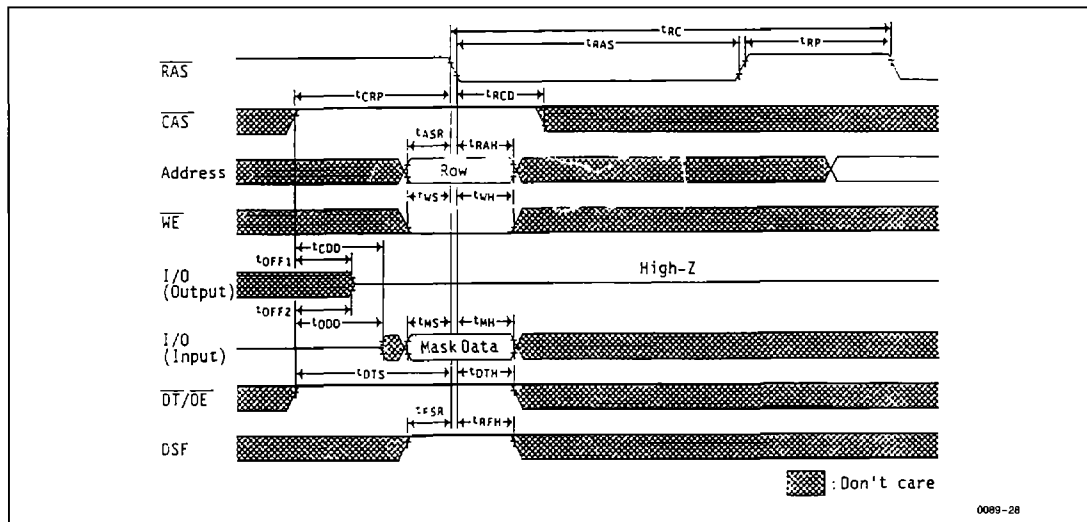 tRC
tRAS
tRP
RAS
tCRP
tRCD
CAS
tASR
tRAH
Address
Row
tWS
tWH
WE
tCDD
tOFF1
I/O
(Output)
High-Z
tOFF2
tODD
tMS
tMH
I/O
(Input)
Mask Data
tDTS
tDTH
DT/OE
tFSR
tRFH
DSF
:Don't care
0089-28